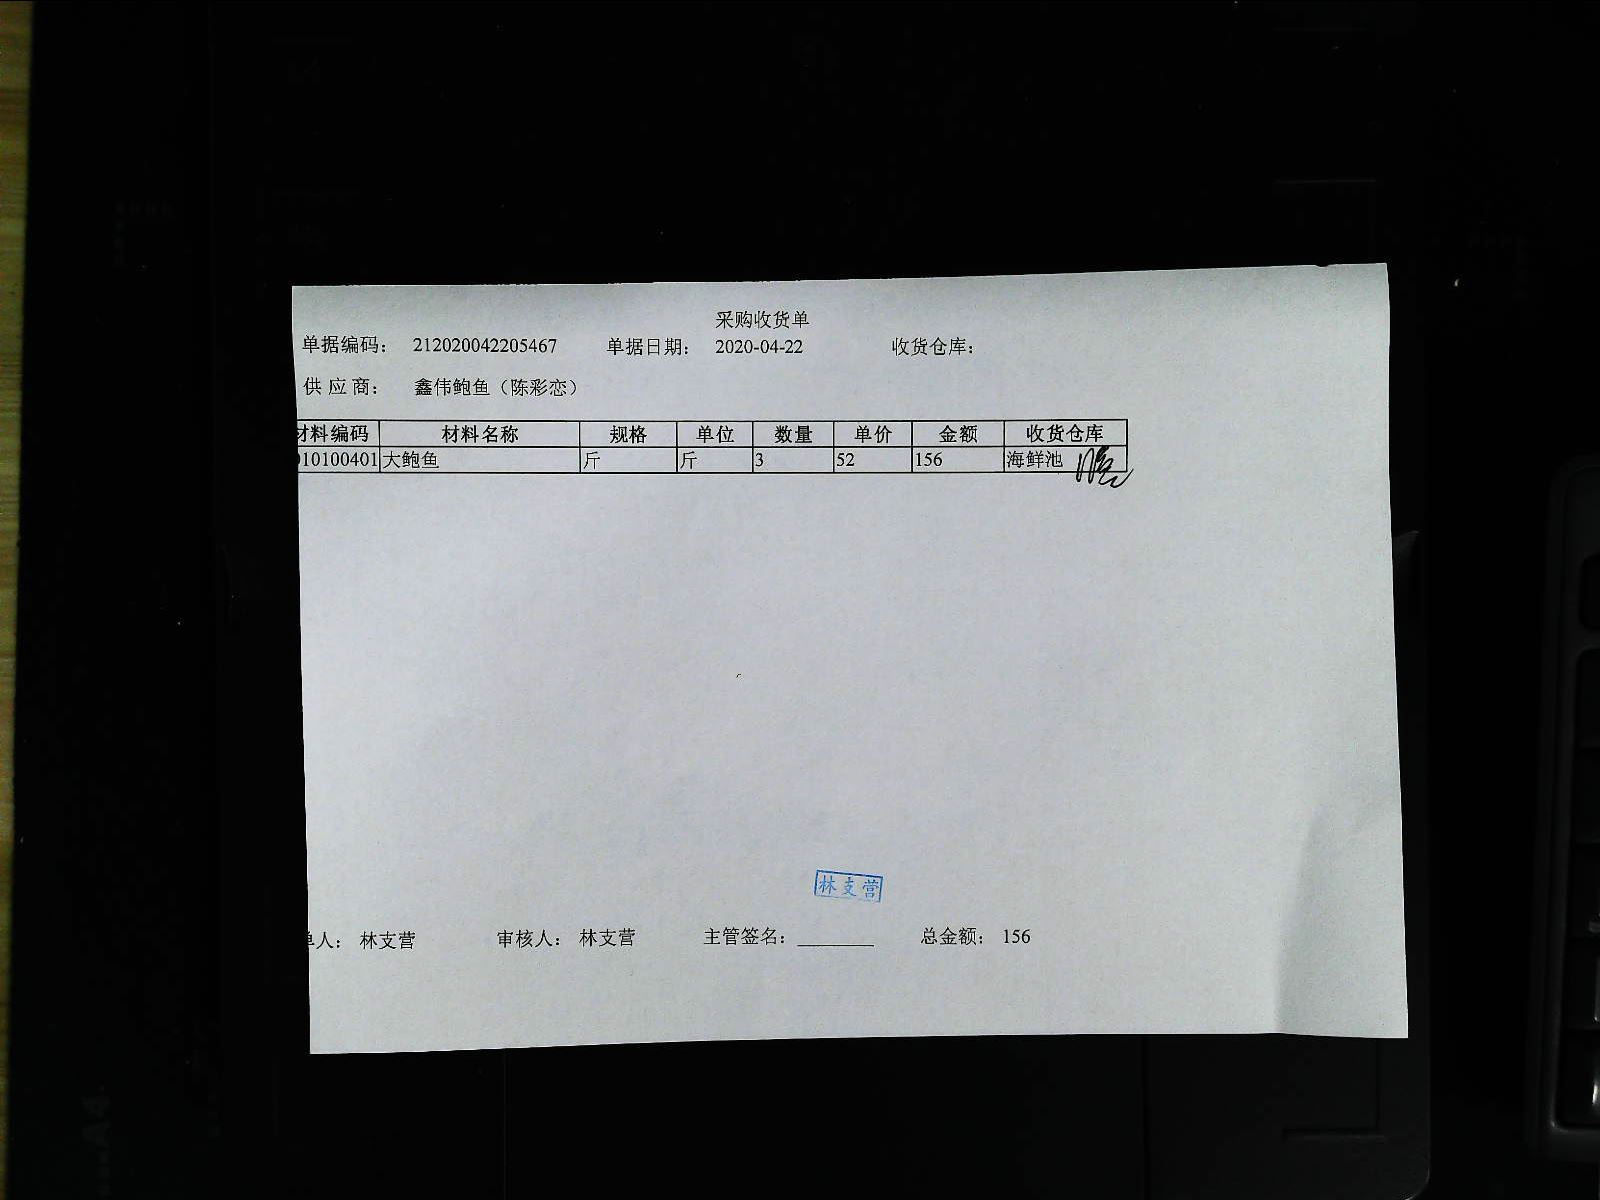 采购收货单
单据编码： 212020042205467 单据日期： 2020-04-22 收货仓库：
供 应 商： 鑫伟鲍鱼（陈彩恋）
材料编码 材料名称 规格 单位 数量 单价 金额 收货仓库
010100401 大鲍鱼 斤 斤 3 52 156 海鲜池
林支营
单人： 林支营 审核人： 林支营 主管签名： 总金额： 156